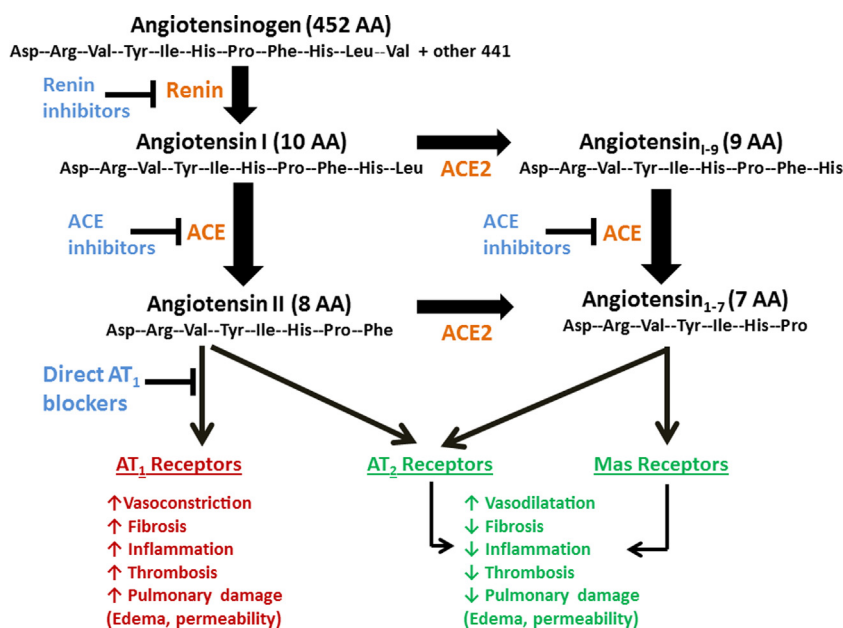 Angiotensinogen (452 AA)
Asp--Arg--Val--Tyr--Ile--His--Pro--Phe--His--Leu--Val + other 441
Renin
inhibitors
Renin
Angiotensin I (10 AA)
Asp--Arg--Val--Tyr--Ile--His--Pro--Phe--His--Leu
ACE2
Angiotensin I-9 (9 AA)
Asp--Arg--Val--Tyr--Ile--His--Pro--Phe--His
ACE
inhibitors
ACE
ACE
inhibitors
ACE
Angiotensin II (8 AA)
Asp--Arg--Val--Tyr--Ile--His--Pro--Phe
ACE2
Angiotensin 1-7 (7 AA)
Asp--Arg--Val--Tyr--Ile--His--Pro
Direct AT1
blockers
AT1 Receptors
↑ Vasoconstriction
↑ Fibrosis
↑ Inflammation
↑ Thrombosis
↑ Pulmonary damage
(Edema, permeability)
AT2 Receptors
Mas Receptors
↑ Vasodilatation
↓ Fibrosis
↓ Inflammation
↓ Thrombosis
↓ Pulmonary damage
(Edema, permeability)